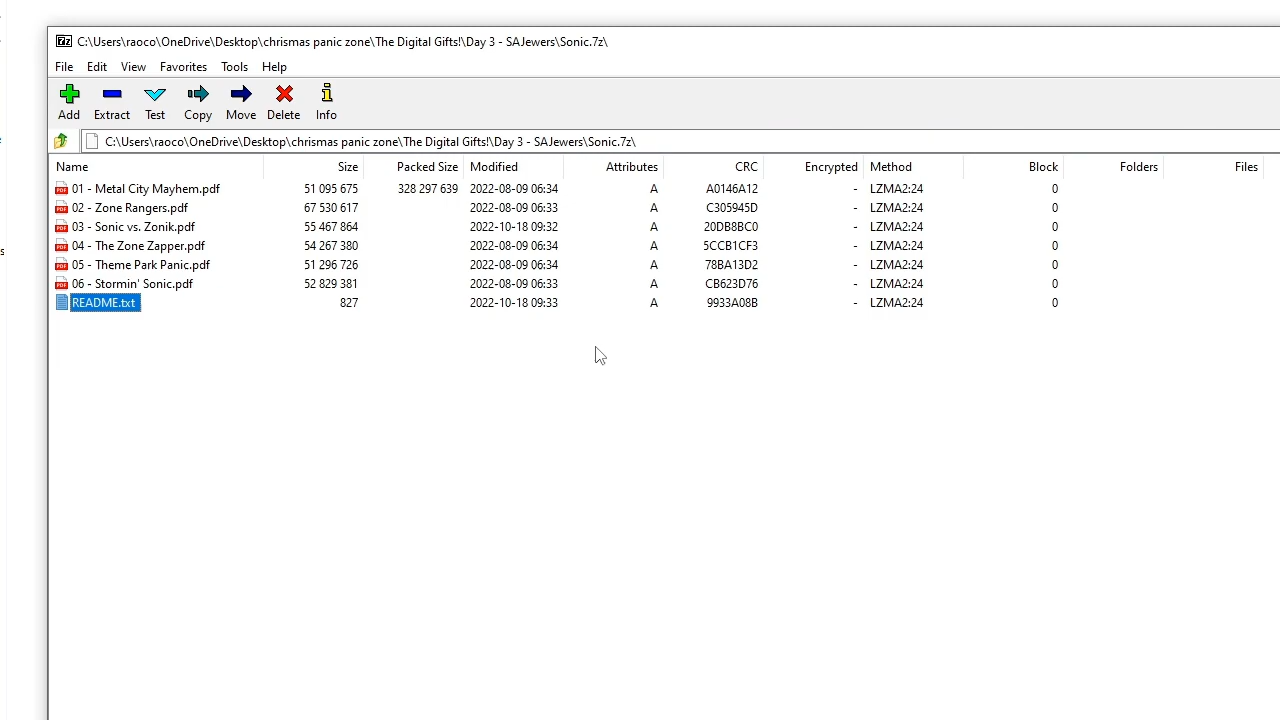 C:\Users\raoco\OneDrive\Desktop\chrismas panic zone\The Digital Gifts!\Day 3 - SAJewers\Sonic.7z\
File Edit View Favorites Tools Help
Add Extract Test Copy Move Delete Info
C:\Users\raoco\OneDrive\Desktop\chrismas panic zone\The Digital Gifts!\Day 3 - SAJewers\Sonic.7z\
Name Size Packed Size Modified Attributes CRC Encrypted Method Block Folders Files
01 - Metal City Mayhem.pdf 51 095 675 328 297 639 2022-08-09 06:34 A A0146A12 - LZMA2:24 0
02 - Zone Rangers.pdf 67 530 617 2022-08-09 06:33 A C305945D - LZMA2:24 0
03 - Sonic vs. Zonik.pdf 55 467 864 2022-10-18 09:32 A 20DB8BC0 - LZMA2:24 0
04 - The Zone Zapper.pdf 54 267 380 2022-08-09 06:34 A 5CCB1CF3 - LZMA2:24 0
05 - Theme Park Panic.pdf 51 296 726 2022-08-09 06:34 A 78BA13D2 - LZMA2:24 0
06 - Stormin' Sonic.pdf 52 829 381 2022-08-09 06:33 A CB623D76 - LZMA2:24 0
README.txt 827 2022-10-18 09:33 A 9933A08B - LZMA2:24 0